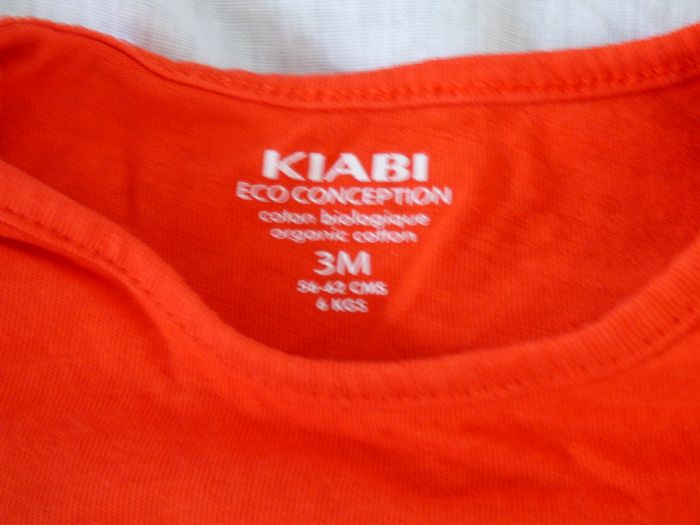 KIABI
ECO CONCEPTION
coton biologique
organic cotton
3M
56-62 CMS
6 KGS